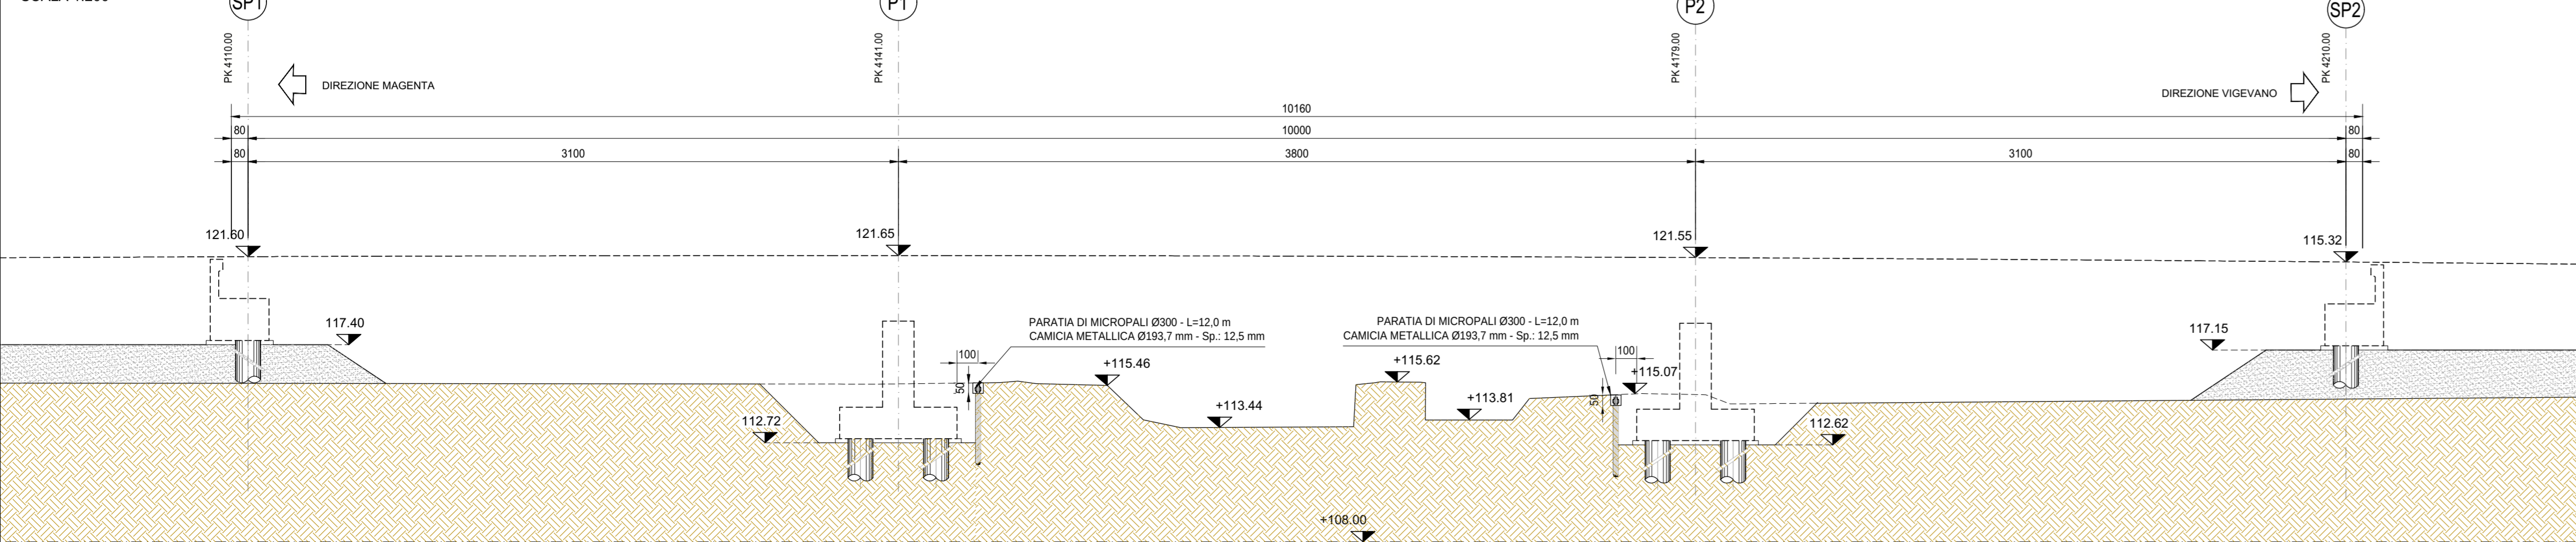 SP1
P1
P2
SP2
PK 4110.00
PK 4141.00
PK 4179.00
PK 4210.00
DIREZIONE MAGENTA
DIREZIONE VIGEVANO
10160
80
10000
80
80
3100
3800
3100
80
121.60
121.65
121.55
115.32
117.40
PARATIA DI MICROPALI Ø300 - L=12,0 m
CAMICIA METALLICA Ø193,7 mm - Sp.: 12,5 mm
PARATIA DI MICROPALI Ø300 - L=12,0 m
CAMICIA METALLICA Ø193,7 mm - Sp.: 12,5 mm
117.15
100
100
+115.46
+115.62
+115.07
50
50
+113.44
+113.81
112.72
112.62
+108.00